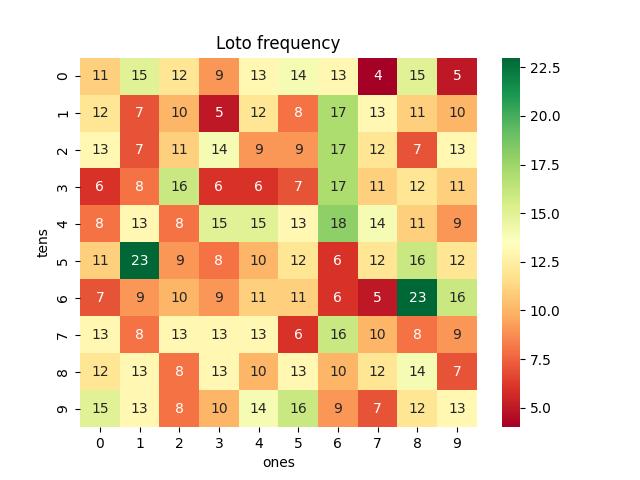 Loto frequency
0 11 15 12 9 13 14 13 4 15 5
1 12 7 10 5 12 8 17 13 11 10
2 13 7 11 14 9 9 17 12 7 13
3 6 8 16 6 6 7 17 11 12 11
4 8 13 8 15 15 13 18 14 11 9
5 11 23 9 8 10 12 6 12 16 12
6 7 9 10 9 11 11 6 5 23 16
7 13 8 13 13 13 6 16 10 8 9
8 12 13 8 13 10 13 10 12 14 7
9 15 13 8 10 14 16 9 7 12 13
0 1 2 3 4 5 6 7 8 9
ones
tens
22.5
20.0
17.5
15.0
12.5
10.0
7.5
5.0